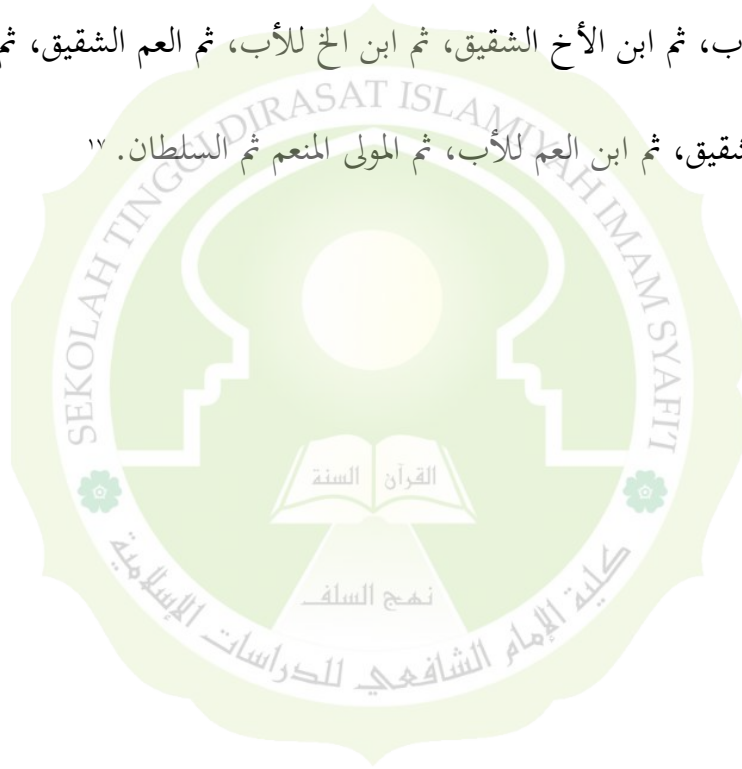 ب، ثم ابن الأخ الشقيق، ثم ابن الخ للأب، ثم العم الشقيق، ثم
شقيق، ثم ابن العم للأب، ثم المولى المنعم ثم السلطان. ١٧
SEKOLAH TINGGI DIRASAT ISLAMIYAH IMAM SYAFI'I
القرآن السنة
نهج السلف
كلية الإمام الشافعي للدراسات الإسلامية